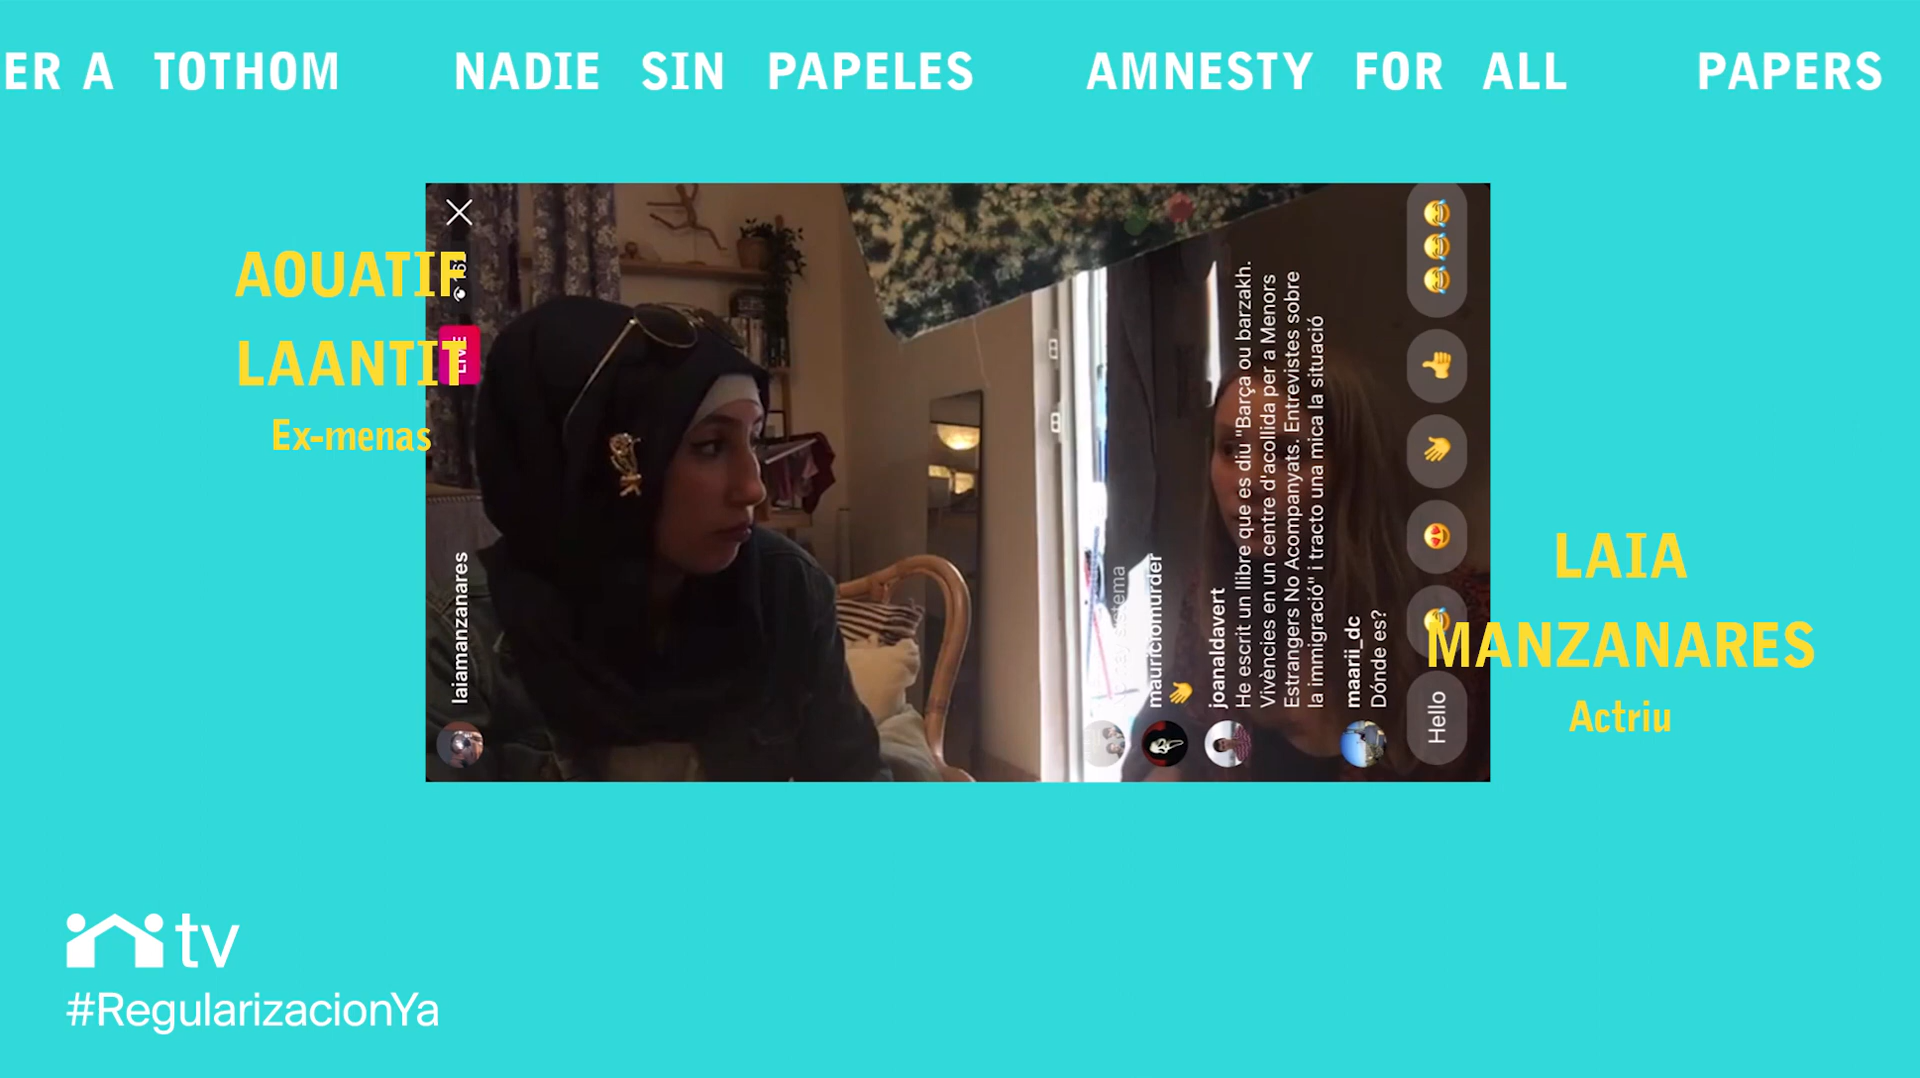 ER A TOTHOM NADIE SIN PAPELES AMNESTY FOR ALL PAPERS
AOUATIF
LAANTIT
Ex-menas
LIVE
laiamanzanares
mauriciomurder
👏
joanaldavert
He escrit un llibre que es diu "Barça ou barzakh.
Vivències en un centre d'acollida per a Menors
Estrangers No Acompanyats. Entrevistes sobre
la immigració" i tracto una mica la situació
maarii_dc
Dónde es?
Hello
LAIA
MANZANARES
Actriu
tv
#RegularizacionYa